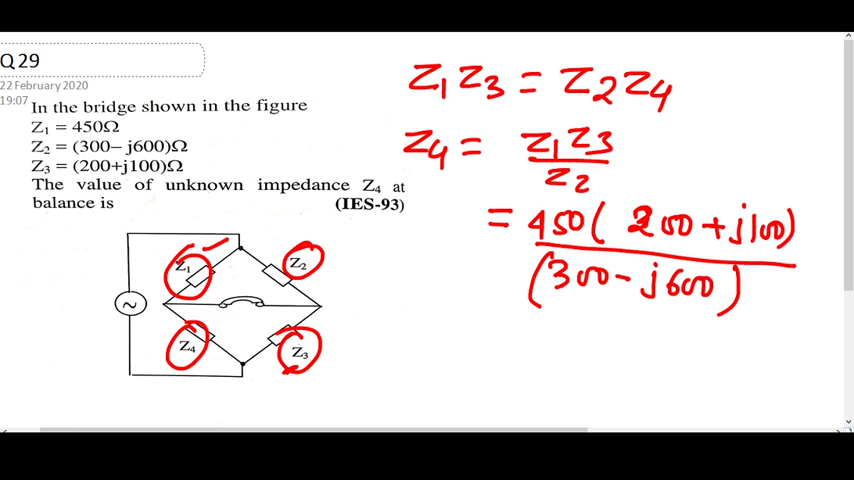 Q 29
22 February 2020
19:07
In the bridge shown in the figure
Z₁ = 450Ω
Z₂ = (300– j600)Ω
Z₃ = (200+j100)Ω
The value of unknown impedance Z₄ at
balance is (IES-93)
Z₁
Z₂
~
Z₄
Z₃
Z₁Z₃ = Z₂Z₄
Z₄ = Z₁Z₃ / Z₂
= 450(200+j100) / (300-j600)